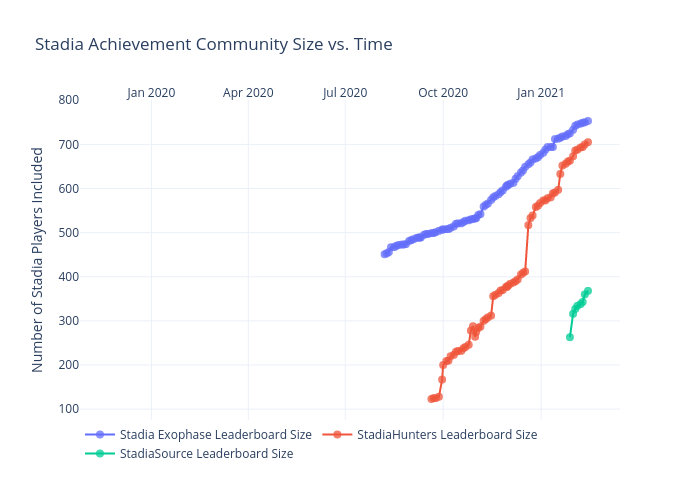 Stadia Achievement Community Size vs. Time
Jan 2020 Apr 2020 Jul 2020 Oct 2020 Jan 2021
800
700
600
500
400
300
200
100
Number of Stadia Players Included
Stadia Exophase Leaderboard Size StadiaHunters Leaderboard Size
StadiaSource Leaderboard Size